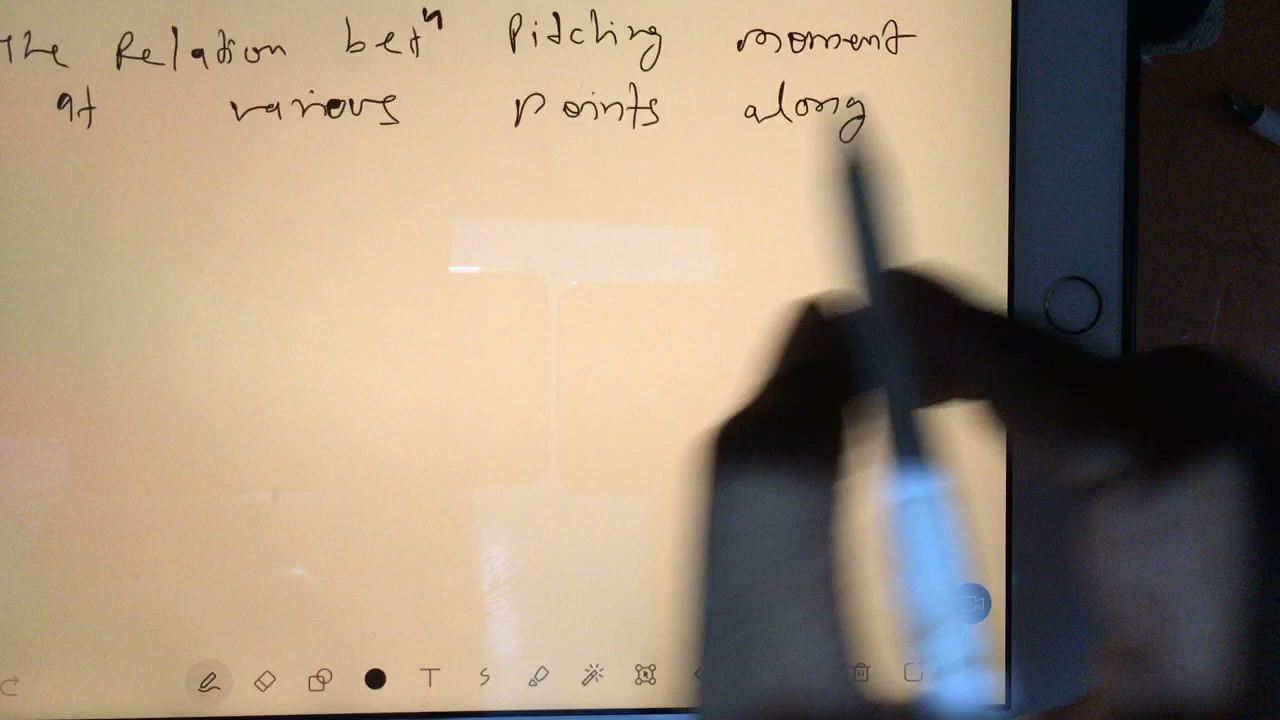 The Relation betn Pitching moment
at various points along